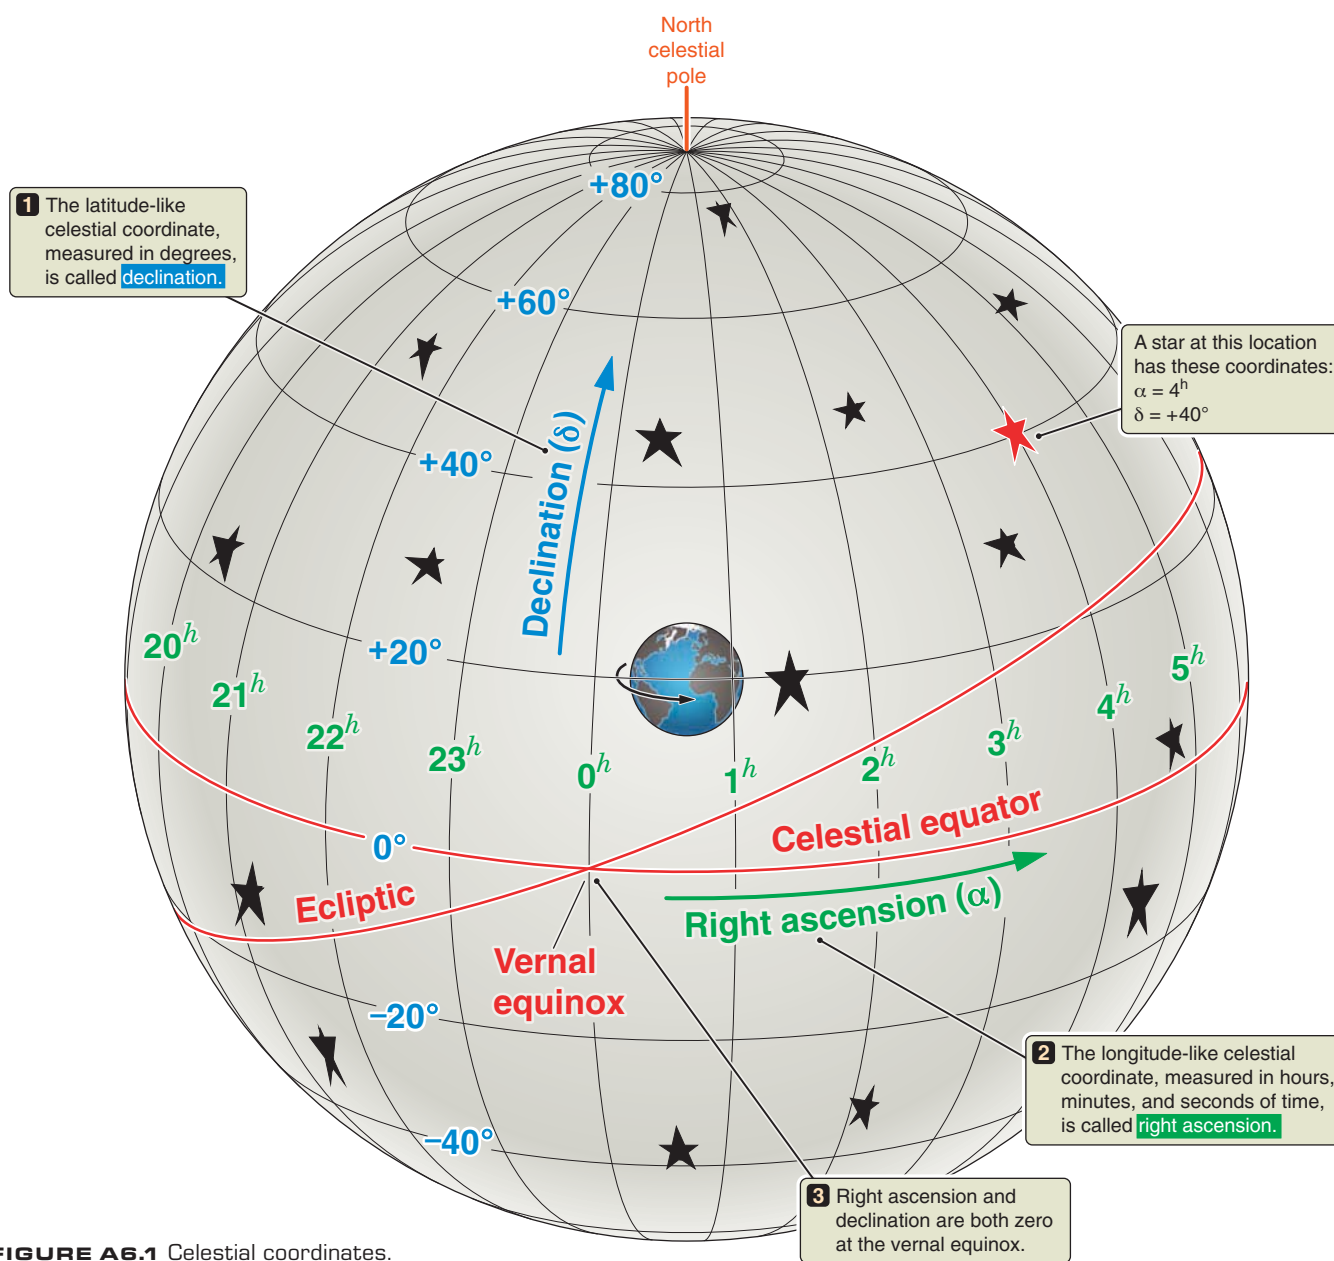 North
celestial
pole
1 The latitude-like
celestial coordinate,
measured in degrees,
is called declination.
+80°
+60°
A star at this location
has these coordinates:
α = 4ʰ
δ = +40°
+40°
Declination (δ)
+20°
20ʰ
21ʰ
22ʰ
23ʰ
0ʰ
1ʰ
2ʰ
3ʰ
4ʰ
5ʰ
0°
Celestial equator
Ecliptic
Right ascension (α)
Vernal
equinox
–20°
2 The longitude-like celestial
coordinate, measured in hours,
minutes, and seconds of time,
is called right ascension.
–40°
3 Right ascension and
declination are both zero
at the vernal equinox.
FIGURE A6.1 Celestial coordinates.